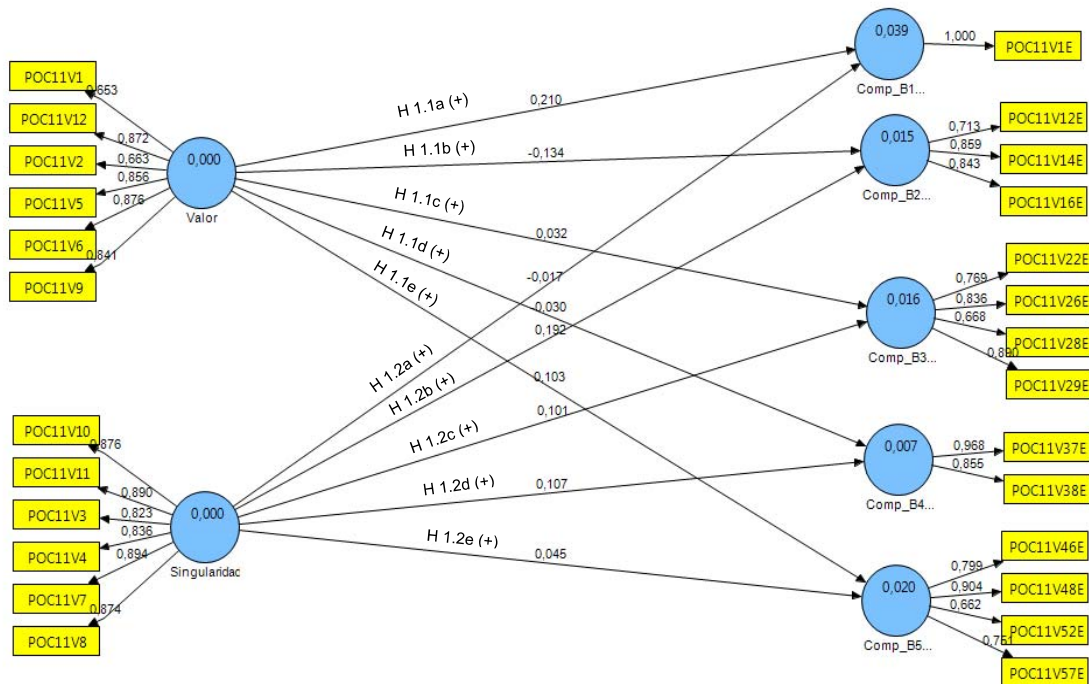 0,039
1,000
POC11V1E
Comp_B1...
POC11V1
0,653
POC11V12
0,872
POC11V2
0,663
POC11V5
0,856
POC11V6
0,876
POC11V9
0,841
0,000
Valor
H 1.1a (+)
0,210
H 1.1b (+)
-0,134
H 1.1c (+)
0,032
H 1.1d (+)
-0,030
H 1.1e (+)
0,103
0,015
Comp_B2...
0,713
POC11V12E
0,859
POC11V14E
0,843
POC11V16E
0,016
Comp_B3...
0,769
POC11V22E
0,836
POC11V26E
0,668
POC11V28E
POC11V29E
POC11V10
0,876
POC11V11
0,890
POC11V3
0,823
POC11V4
0,836
POC11V7
0,894
POC11V8
0,874
0,000
Singularidac
H 1.2a (+)
-0,017
H 1.2b (+)
0,192
H 1.2c (+)
0,101
H 1.2d (+)
0,107
H 1.2e (+)
0,045
0,007
Comp_B4...
0,968
POC11V37E
0,855
POC11V38E
0,020
Comp_B5...
0,799
POC11V46E
0,904
POC11V48E
0,662
POC11V52E
0,751
POC11V57E